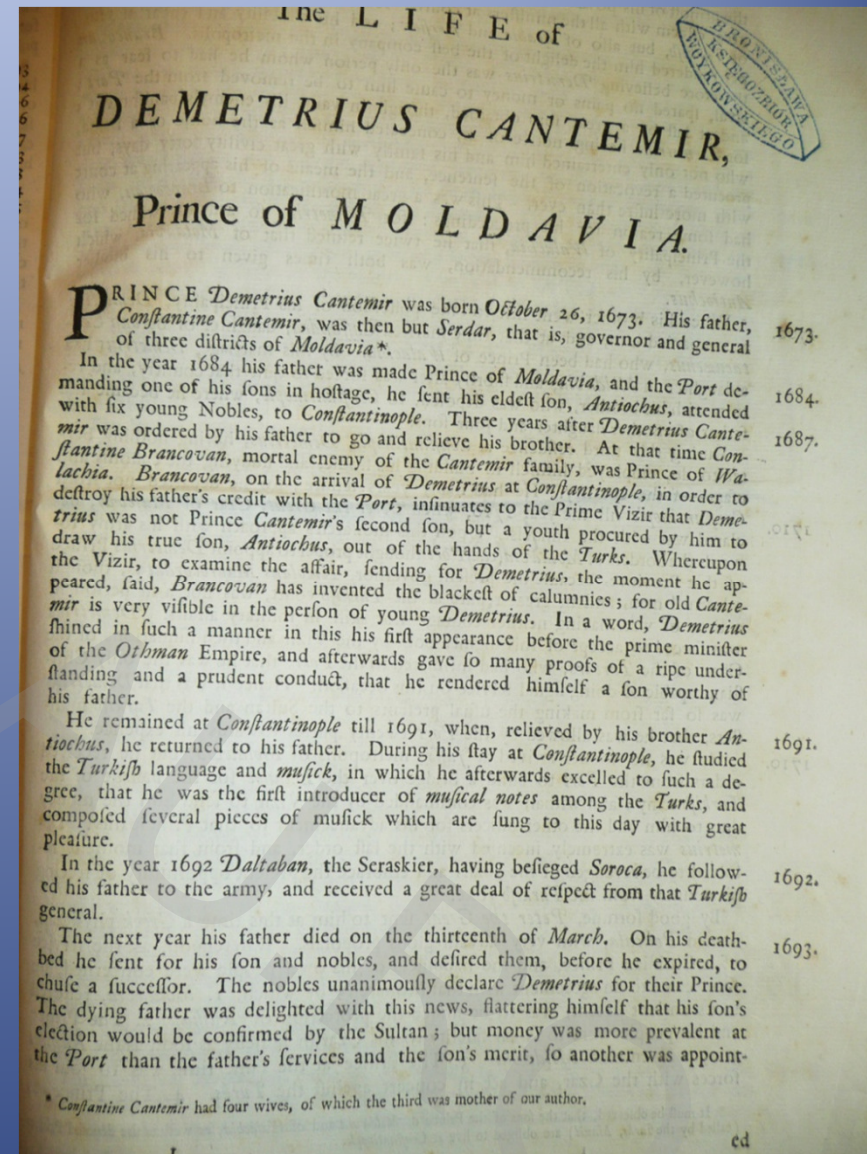 The LIFE of
DEMETRIUS CANTEMIR,
Prince of MOLDAVIA.
BRONISŁAWA
KSIĘGOZBIÓR
WOYKOWSKIEGO
PRINCE Demetrius Cantemir was born October 26, 1673. His father, 1673.
Conſtantine Cantemir, was then but Serdar, that is, governor and general
of three diſtricts of Moldavia*.
In the year 1684 his father was made Prince of Moldavia, and the Port de- 1684.
manding one of his ſons in hoſtage, he ſent his eldeſt ſon, Antiochus, attended
with ſix young Nobles, to Conſtantinople. Three years after Demetrius Cante- 1687.
mir was ordered by his father to go and relieve his brother. At that time Con-
ſtantine Brancovan, mortal enemy of the Cantemir family, was Prince of Wa-
lachia. Brancovan, on the arrival of Demetrius at Conſtantinople, in order to
deſtroy his father's credit with the Port, inſinuates to the Prime Vizir that Deme-
trius was not Prince Cantemir's ſecond ſon, but a youth procured by him to
draw his true ſon, Antiochus, out of the hands of the Turks. Whereupon
the Vizir, to examine the affair, ſending for Demetrius, the moment he ap-
peared, ſaid, Brancovan has invented the blackeſt of calumnies; for old Cante-
mir is very viſible in the perſon of young Demetrius. In a word, Demetrius
ſhined in ſuch a manner in this his firſt appearance before the prime miniſter
of the Othman Empire, and afterwards gave ſo many proofs of a ripe under-
ſtanding and a prudent conduct, that he rendered himſelf a ſon worthy of
his father.
He remained at Conſtantinople till 1691, when, relieved by his brother An- 1691.
tiochus, he returned to his father. During his ſtay at Conſtantinople, he ſtudied
the Turkiſh language and muſick, in which he afterwards excelled to ſuch a de-
gree, that he was the firſt introducer of muſical notes among the Turks, and
compoſed ſeveral pieces of muſick which are ſung to this day with great
pleaſure.
In the year 1692 Daltaban, the Seraskier, having beſieged Soroca, he follow- 1692.
ed his father to the army, and received a great deal of reſpect from that Turkiſh
general.
The next year his father died on the thirteenth of March. On his death- 1693.
bed he ſent for his ſon and nobles, and deſired them, before he expired, to
chuſe a ſucceſſor. The nobles unanimouſly declare Demetrius for their Prince.
The dying father was delighted with this news, flattering himſelf that his ſon's
election would be confirmed by the Sultan; but money was more prevalent at
the Port than the father's ſervices and the ſon's merit, ſo another was appoint-
* Conſtantine Cantemir had four wives, of which the third was mother of our author.
ed